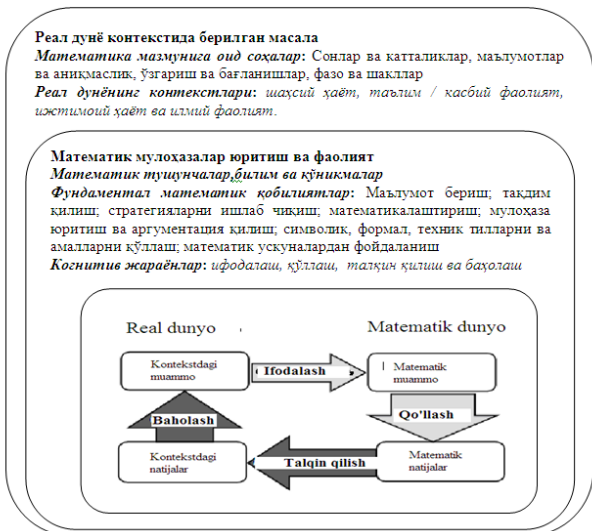 Реал дунё контекстида берилган масала
Математика мазмунига оид соҳалар: Сонлар ва катталиклар, маълумотлар
ва аниқмаслик, ўзгариш ва бағланишлар, фазо ва шакллар
Реал дунёнинг контекстлари: шахсий ҳаёт, таълим / касбий фаолият,
ижтимоий ҳаёт ва илмий фаолият.
Математик мулоҳазалар юритиш ва фаолият
Математик тушунчалар,билим ва кўникмалар
Фундаментал математик қобилиятлар: Маълумот бериш; тақдим
қилиш; стратегияларни ишлаб чиқиш; математикалаштириш; мулоҳаза
юритиш ва аргументация қилиш; символик, формал, техник тилларни ва
амалларни қўллаш; математик ускуналардан фойдаланиш
Когнитив жараёнлар: ифодалаш, қўллаш, талқин қилиш ва баҳолаш
Real dunyo
Matematik dunyo
Kontekstdagi
muammo
Ifodalash
Matematik
muammo
Baholash
Qo'llash
Kontekstdagi
natijalar
Talqin qilish
Matematik
natijalar